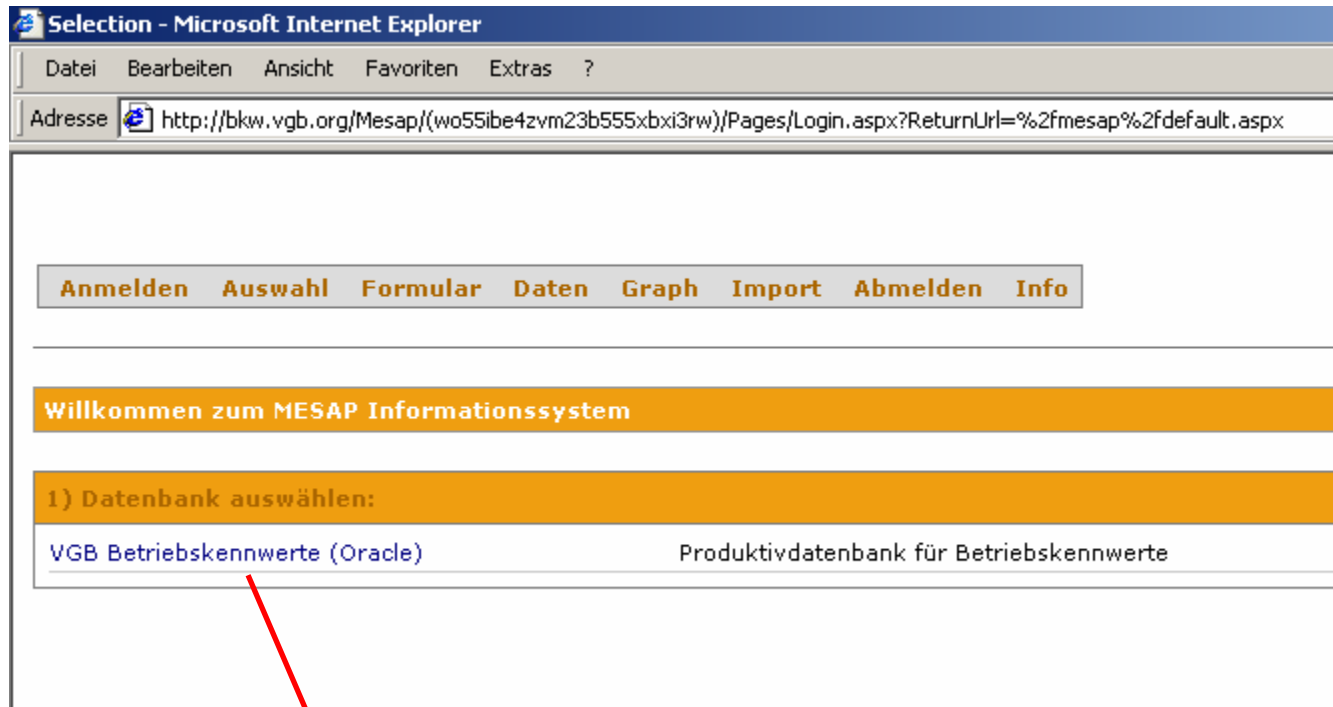 Selection - Microsoft Internet Explorer
Datei Bearbeiten Ansicht Favoriten Extras ?
Adresse http://bkw.vgb.org/Mesap/(wo55ibe4zvm23b555xbxi3rw)/Pages/Login.aspx?ReturnUrl=%2fmesap%2fdefault.aspx
Anmelden Auswahl Formular Daten Graph Import Abmelden Info
Willkommen zum MESAP Informationssystem
1) Datenbank auswählen:
VGB Betriebskennwerte (Oracle) Produktivdatenbank für Betriebskennwerte